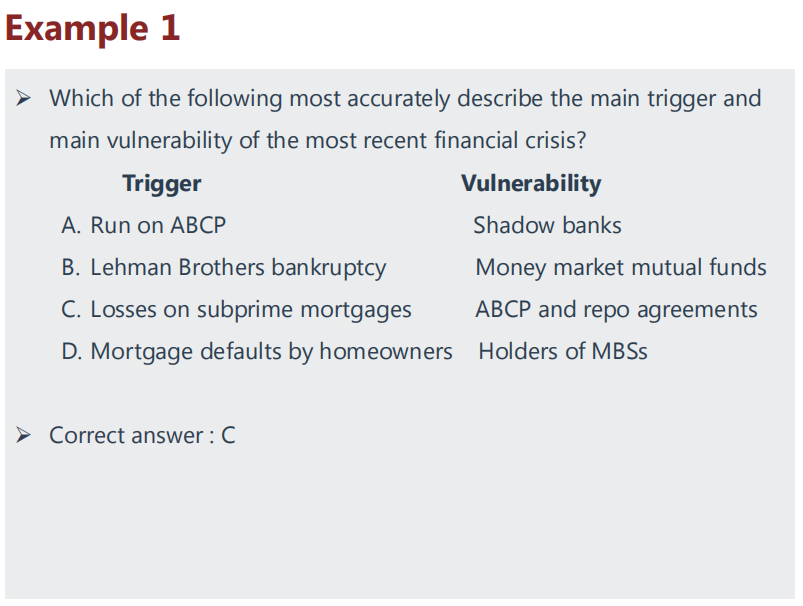 Example 1
➢ Which of the following most accurately describe the main trigger and
main vulnerability of the most recent financial crisis?
Trigger Vulnerability
A. Run on ABCP Shadow banks
B. Lehman Brothers bankruptcy Money market mutual funds
C. Losses on subprime mortgages ABCP and repo agreements
D. Mortgage defaults by homeowners Holders of MBSs
➢ Correct answer : C